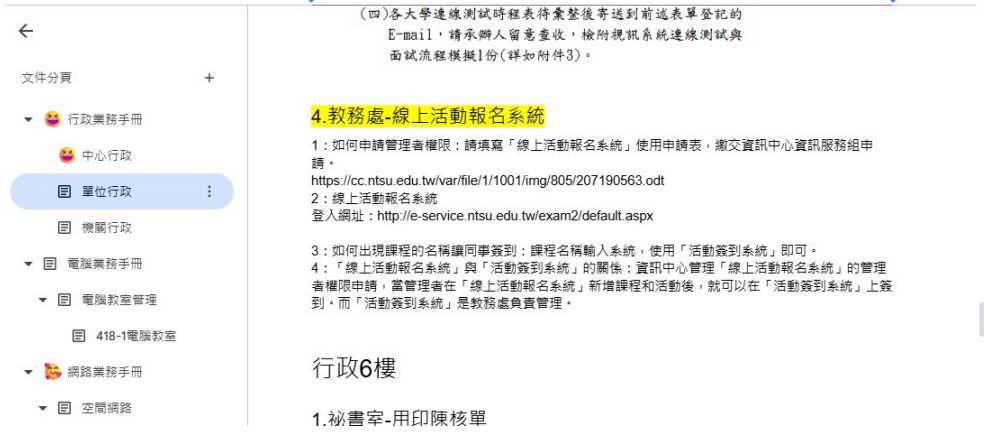 文件分頁
+
行政業務手冊
中心行政
單位行政
機關行政
電腦業務手冊
電腦教室管理
418-1電腦教室
網路業務手冊
空間網路
(四)各大學連線測試時程表待彙整後寄送到前述表單登記的
E-mail,請承辦人留意查收,檢附視訊系統連線測試與
面試流程模擬1份(詳如附件3)。
4.教務處-線上活動報名系統
1:如何申請管理者權限:請填寫「線上活動報名系統」使用申請表,繳交資訊中心資訊服務組申
請。
https://cc.ntsu.edu.tw/var/file/1/1001/img/805/207190563.odt
2:線上活動報名系統
登入網址:http://e-service.ntsu.edu.tw/exam2/default.aspx
3:如何出現課程的名稱讓同事簽到:課程名稱輸入系統,使用「活動簽到系統」即可。
4:「線上活動報名系統」與「活動簽到系統」的關係:資訊中心管理「線上活動報名系統」的管理
者權限申請,當管理者在「線上活動報名系統」新增課程和活動後,就可以在「活動簽到系統」上簽
到。而「活動簽到系統」是教務處負責管理。
行政6樓
1.祕書室-用印陳核單